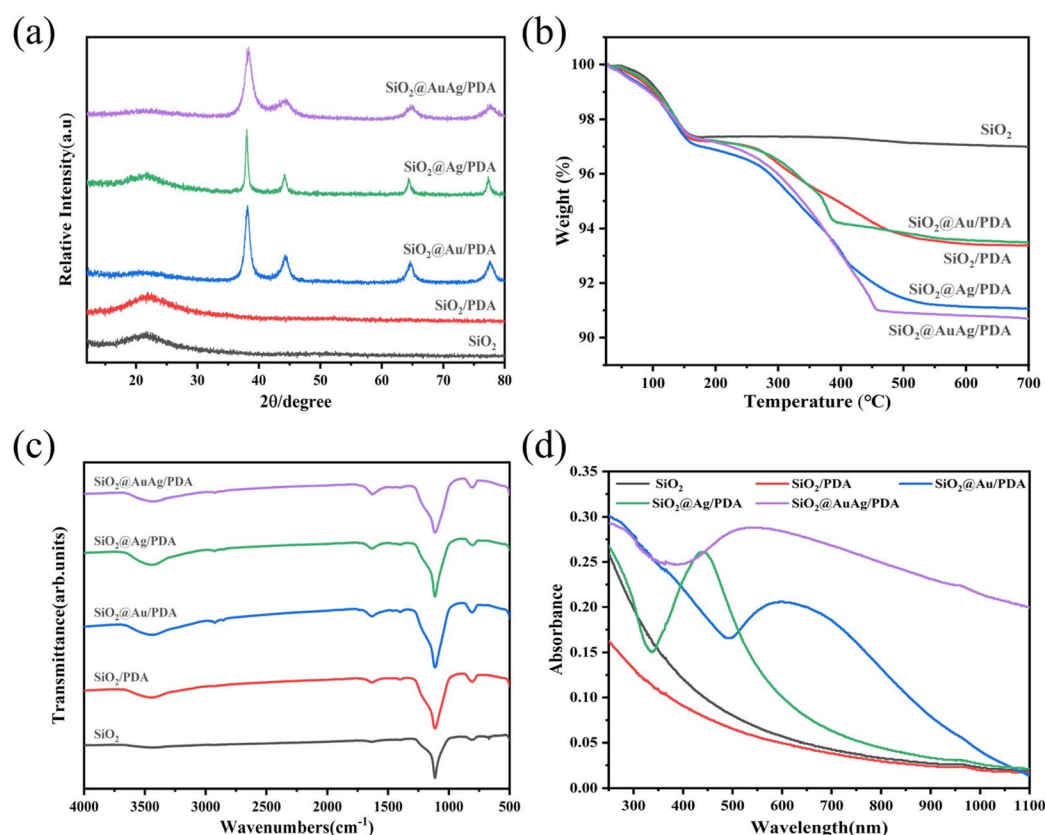 (a)
Relative Intensity(a.u)
SiO₂@AuAg/PDA
SiO₂@Ag/PDA
SiO₂@Au/PDA
SiO₂/PDA
SiO₂
20 30 40 50 60 70 80
2θ/degree
(b)
Weight (%)
100
98
96
94
92
91
90
SiO₂
SiO₂@Au/PDA
SiO₂/PDA
SiO₂@Ag/PDA
SiO₂@AuAg/PDA
100 200 300 400 500 600 700
Temperature (°C)
(c)
Transmittance(arb.units)
SiO₂@AuAg/PDA
SiO₂@Ag/PDA
SiO₂@Au/PDA
SiO₂/PDA
SiO₂
4000 3500 3000 2500 2000 1500 1000 500
Wavenumbers(cm⁻¹)
(d)
Absorbance
0.35
0.30
0.25
0.20
0.15
0.10
0.05
0.00
SiO₂ SiO₂/PDA SiO₂@Au/PDA
SiO₂@Ag/PDA SiO₂@AuAg/PDA
300 400 500 600 700 800 900 1000 1100
Wavelength(nm)